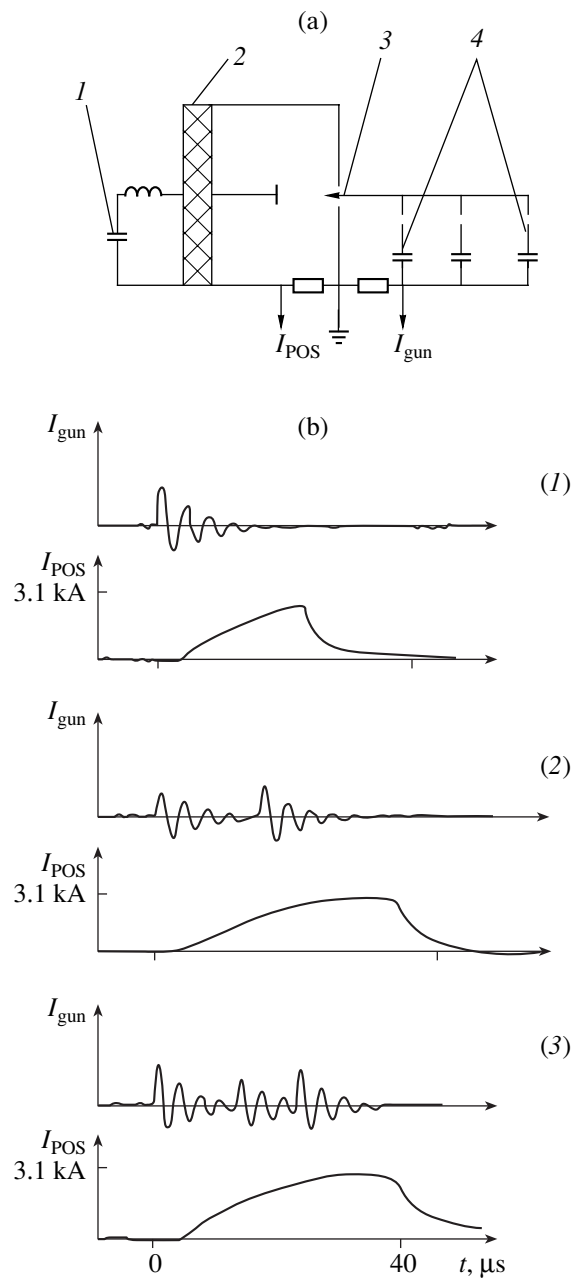 (a)
1
2
3
4
I_POS
I_gun
(b)
I_gun
(1)
I_POS
3.1 kA
I_gun
(2)
I_POS
3.1 kA
I_gun
(3)
I_POS
3.1 kA
0
40
t, μs